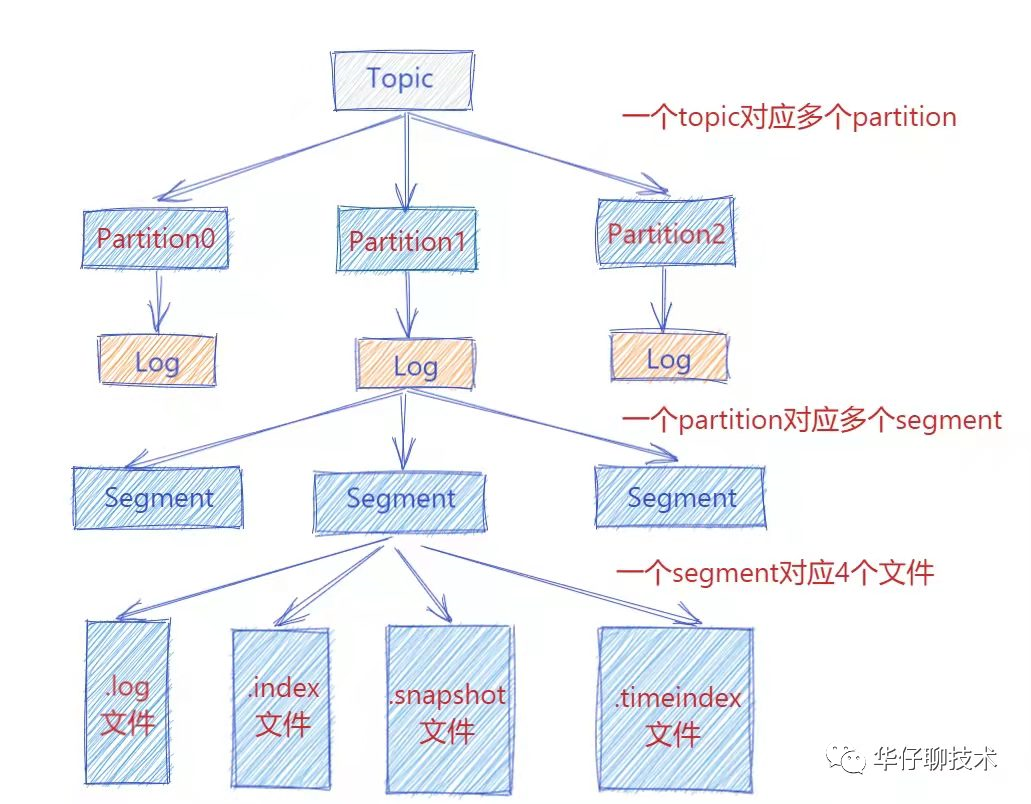 Topic
一个topic对应多个partition
Partition0
Partition1
Partition2
Log
Log
Log
一个partition对应多个segment
Segment
Segment
Segment
一个segment对应4个文件
.log
文件
.index
文件
.snapshot
文件
.timeindex
文件
华仔聊技术